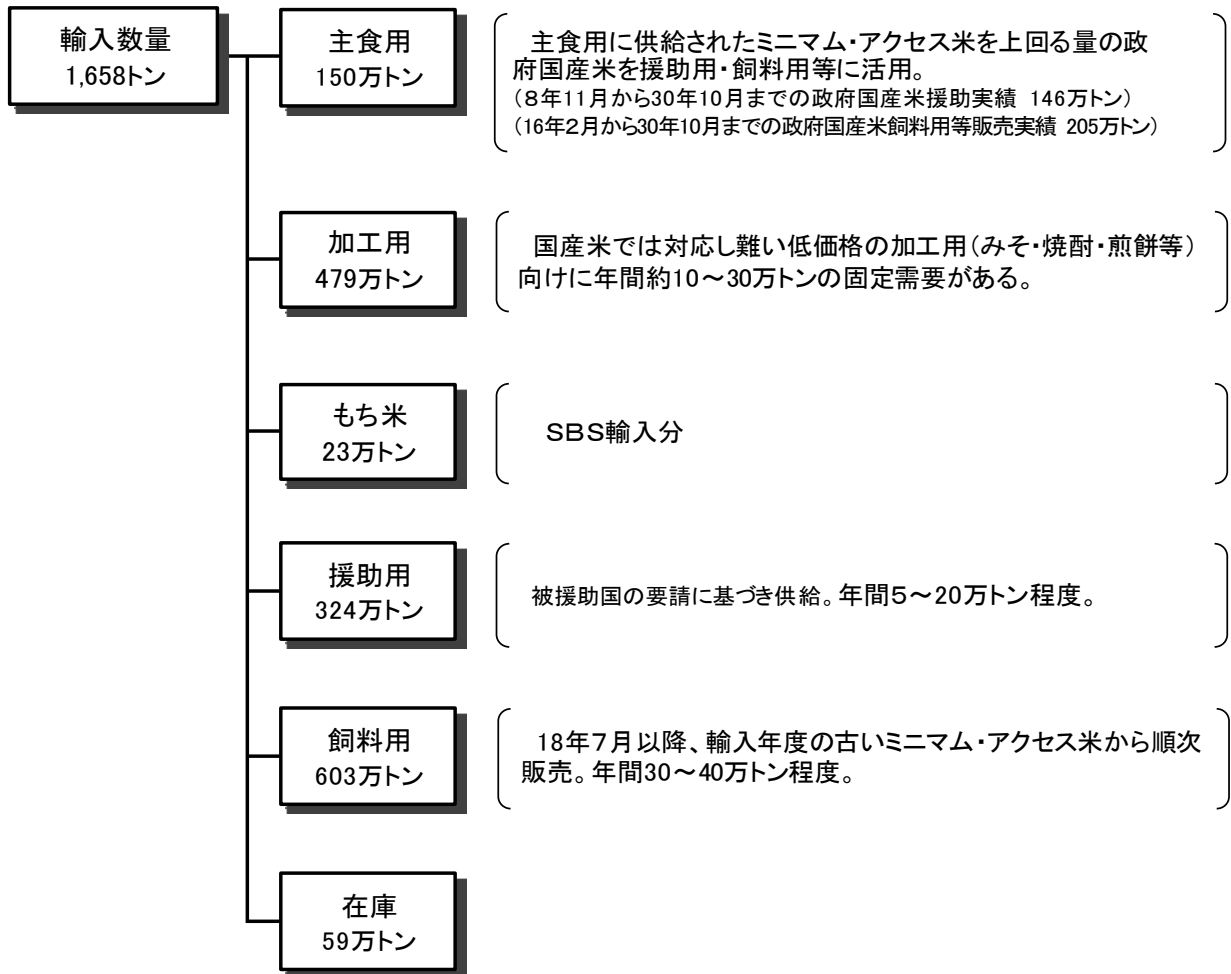 輸入数量
1,658トン
主食用
150万トン
主食用に供給されたミニマム・アクセス米を上回る量の政
府国産米を援助用・飼料用等に活用。
(８年11月から30年10月までの政府国産米援助実績 146万トン)
(16年２月から30年10月までの政府国産米飼料用等販売実績 205万トン)
加工用
479万トン
国産米では対応し難い低価格の加工用（みそ・焼酎・煎餅等）
向けに年間約10～30万トンの固定需要がある。
もち米
23万トン
ＳＢＳ輸入分
援助用
324万トン
被援助国の要請に基づき供給。年間５～20万トン程度。
飼料用
603万トン
18年７月以降、輸入年度の古いミニマム・アクセス米から順次
販売。年間30～40万トン程度。
在庫
59万トン